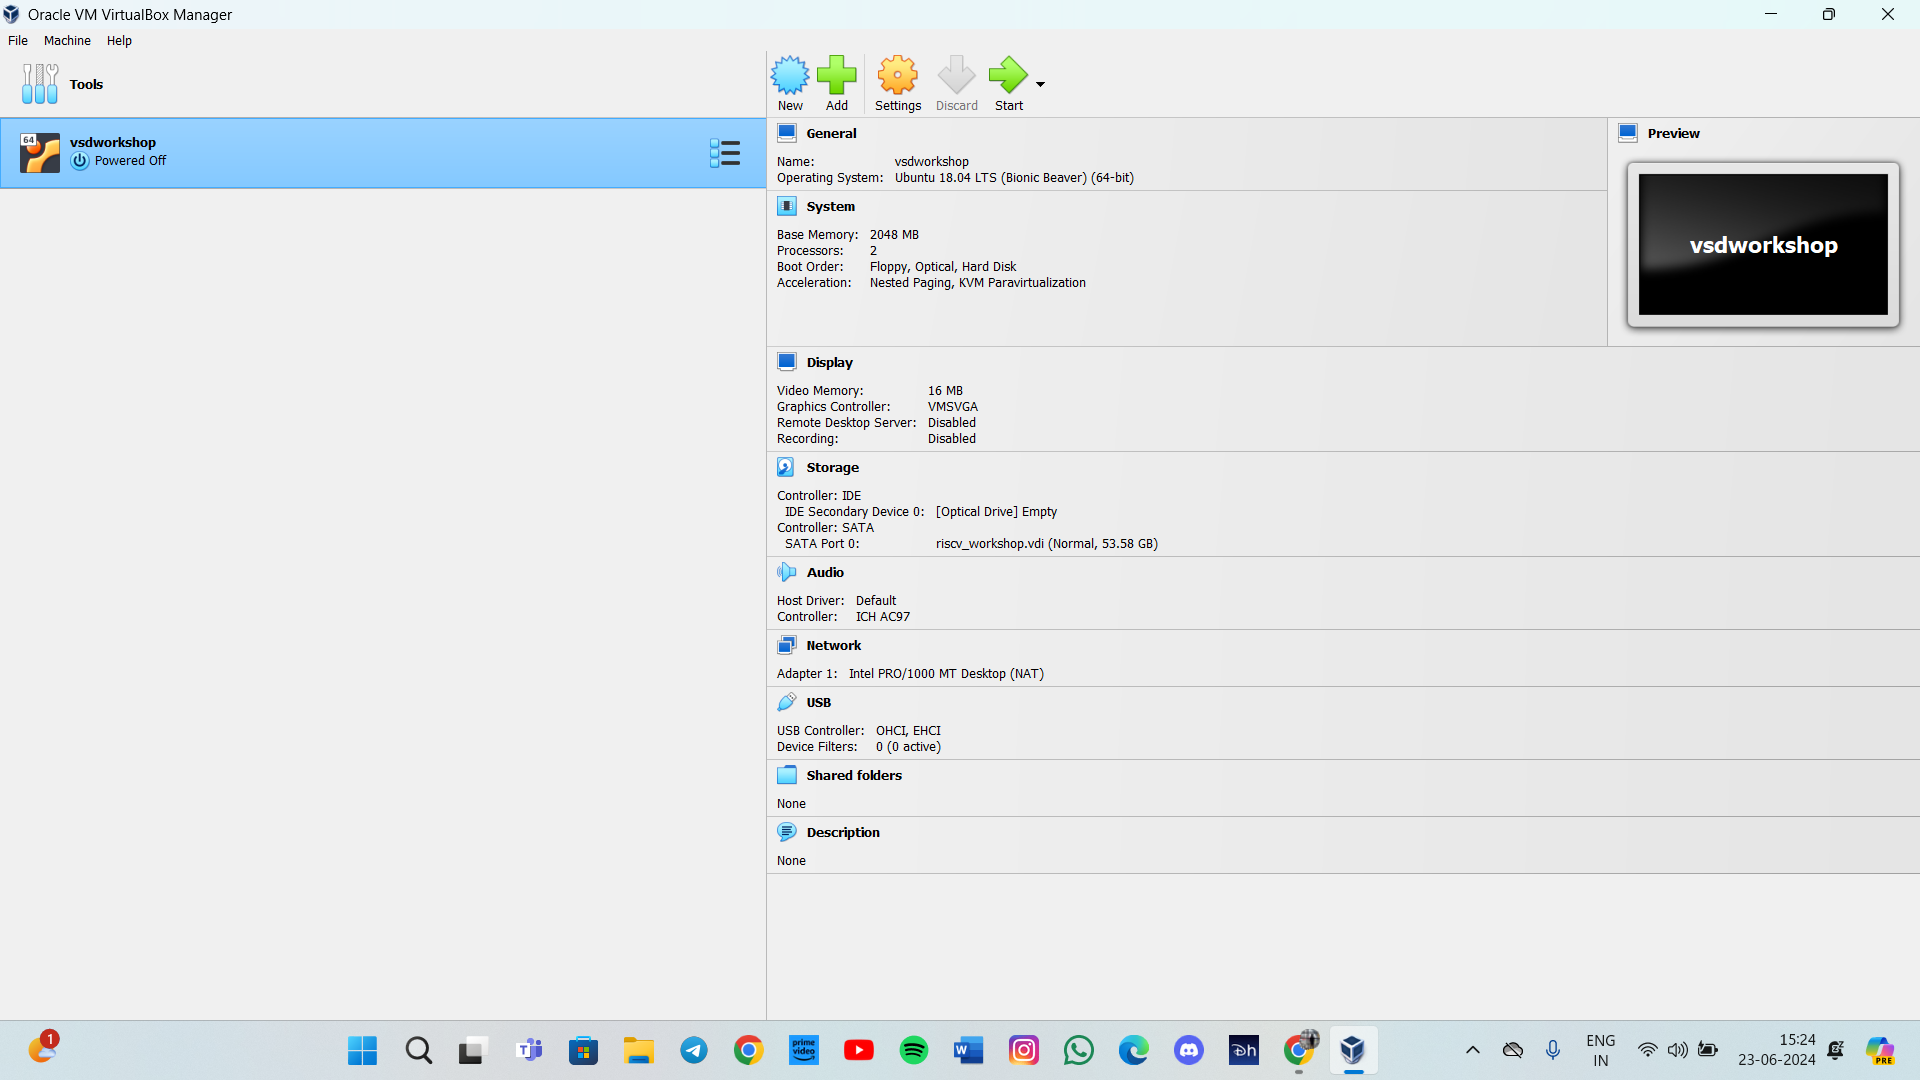 Oracle VM VirtualBox Manager
File Machine Help
Tools
New Add Settings Discard Start
64
vsdworkshop
Powered Off
General
Name: vsdworkshop
Operating System: Ubuntu 18.04 LTS (Bionic Beaver) (64-bit)
Preview
vsdworkshop
System
Base Memory: 2048 MB
Processors: 2
Boot Order: Floppy, Optical, Hard Disk
Acceleration: Nested Paging, KVM Paravirtualization
Display
Video Memory: 16 MB
Graphics Controller: VMSVGA
Remote Desktop Server: Disabled
Recording: Disabled
Storage
Controller: IDE
IDE Secondary Device 0: [Optical Drive] Empty
Controller: SATA
SATA Port 0: riscv_workshop.vdi (Normal, 53.58 GB)
Audio
Host Driver: Default
Controller: ICH AC97
Network
Adapter 1: Intel PRO/1000 MT Desktop (NAT)
USB
USB Controller: OHCI, EHCI
Device Filters: 0 (0 active)
Shared folders
None
Description
None
1
prime video
W
Dh
ENG
IN
15:24
23-06-2024
PRE